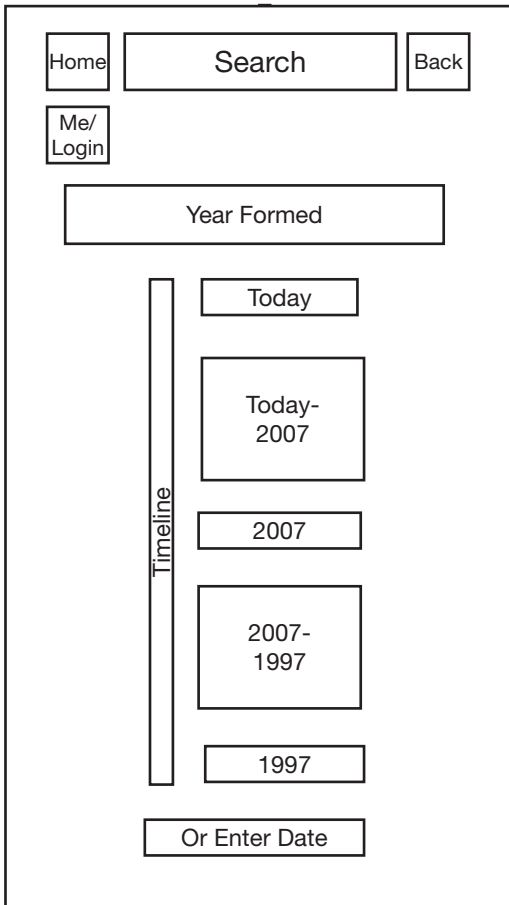 Home
Search
Back
Me/
Login
Year Formed
Timeline
Today
Today-
2007
2007
2007-
1997
1997
Or Enter Date